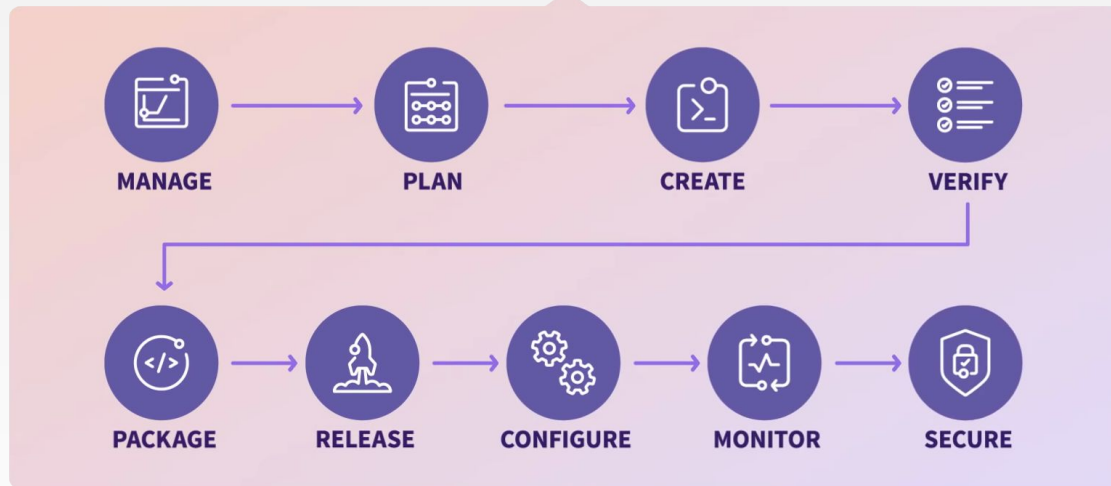 MANAGE
PLAN
CREATE
VERIFY
PACKAGE
RELEASE
CONFIGURE
MONITOR
SECURE